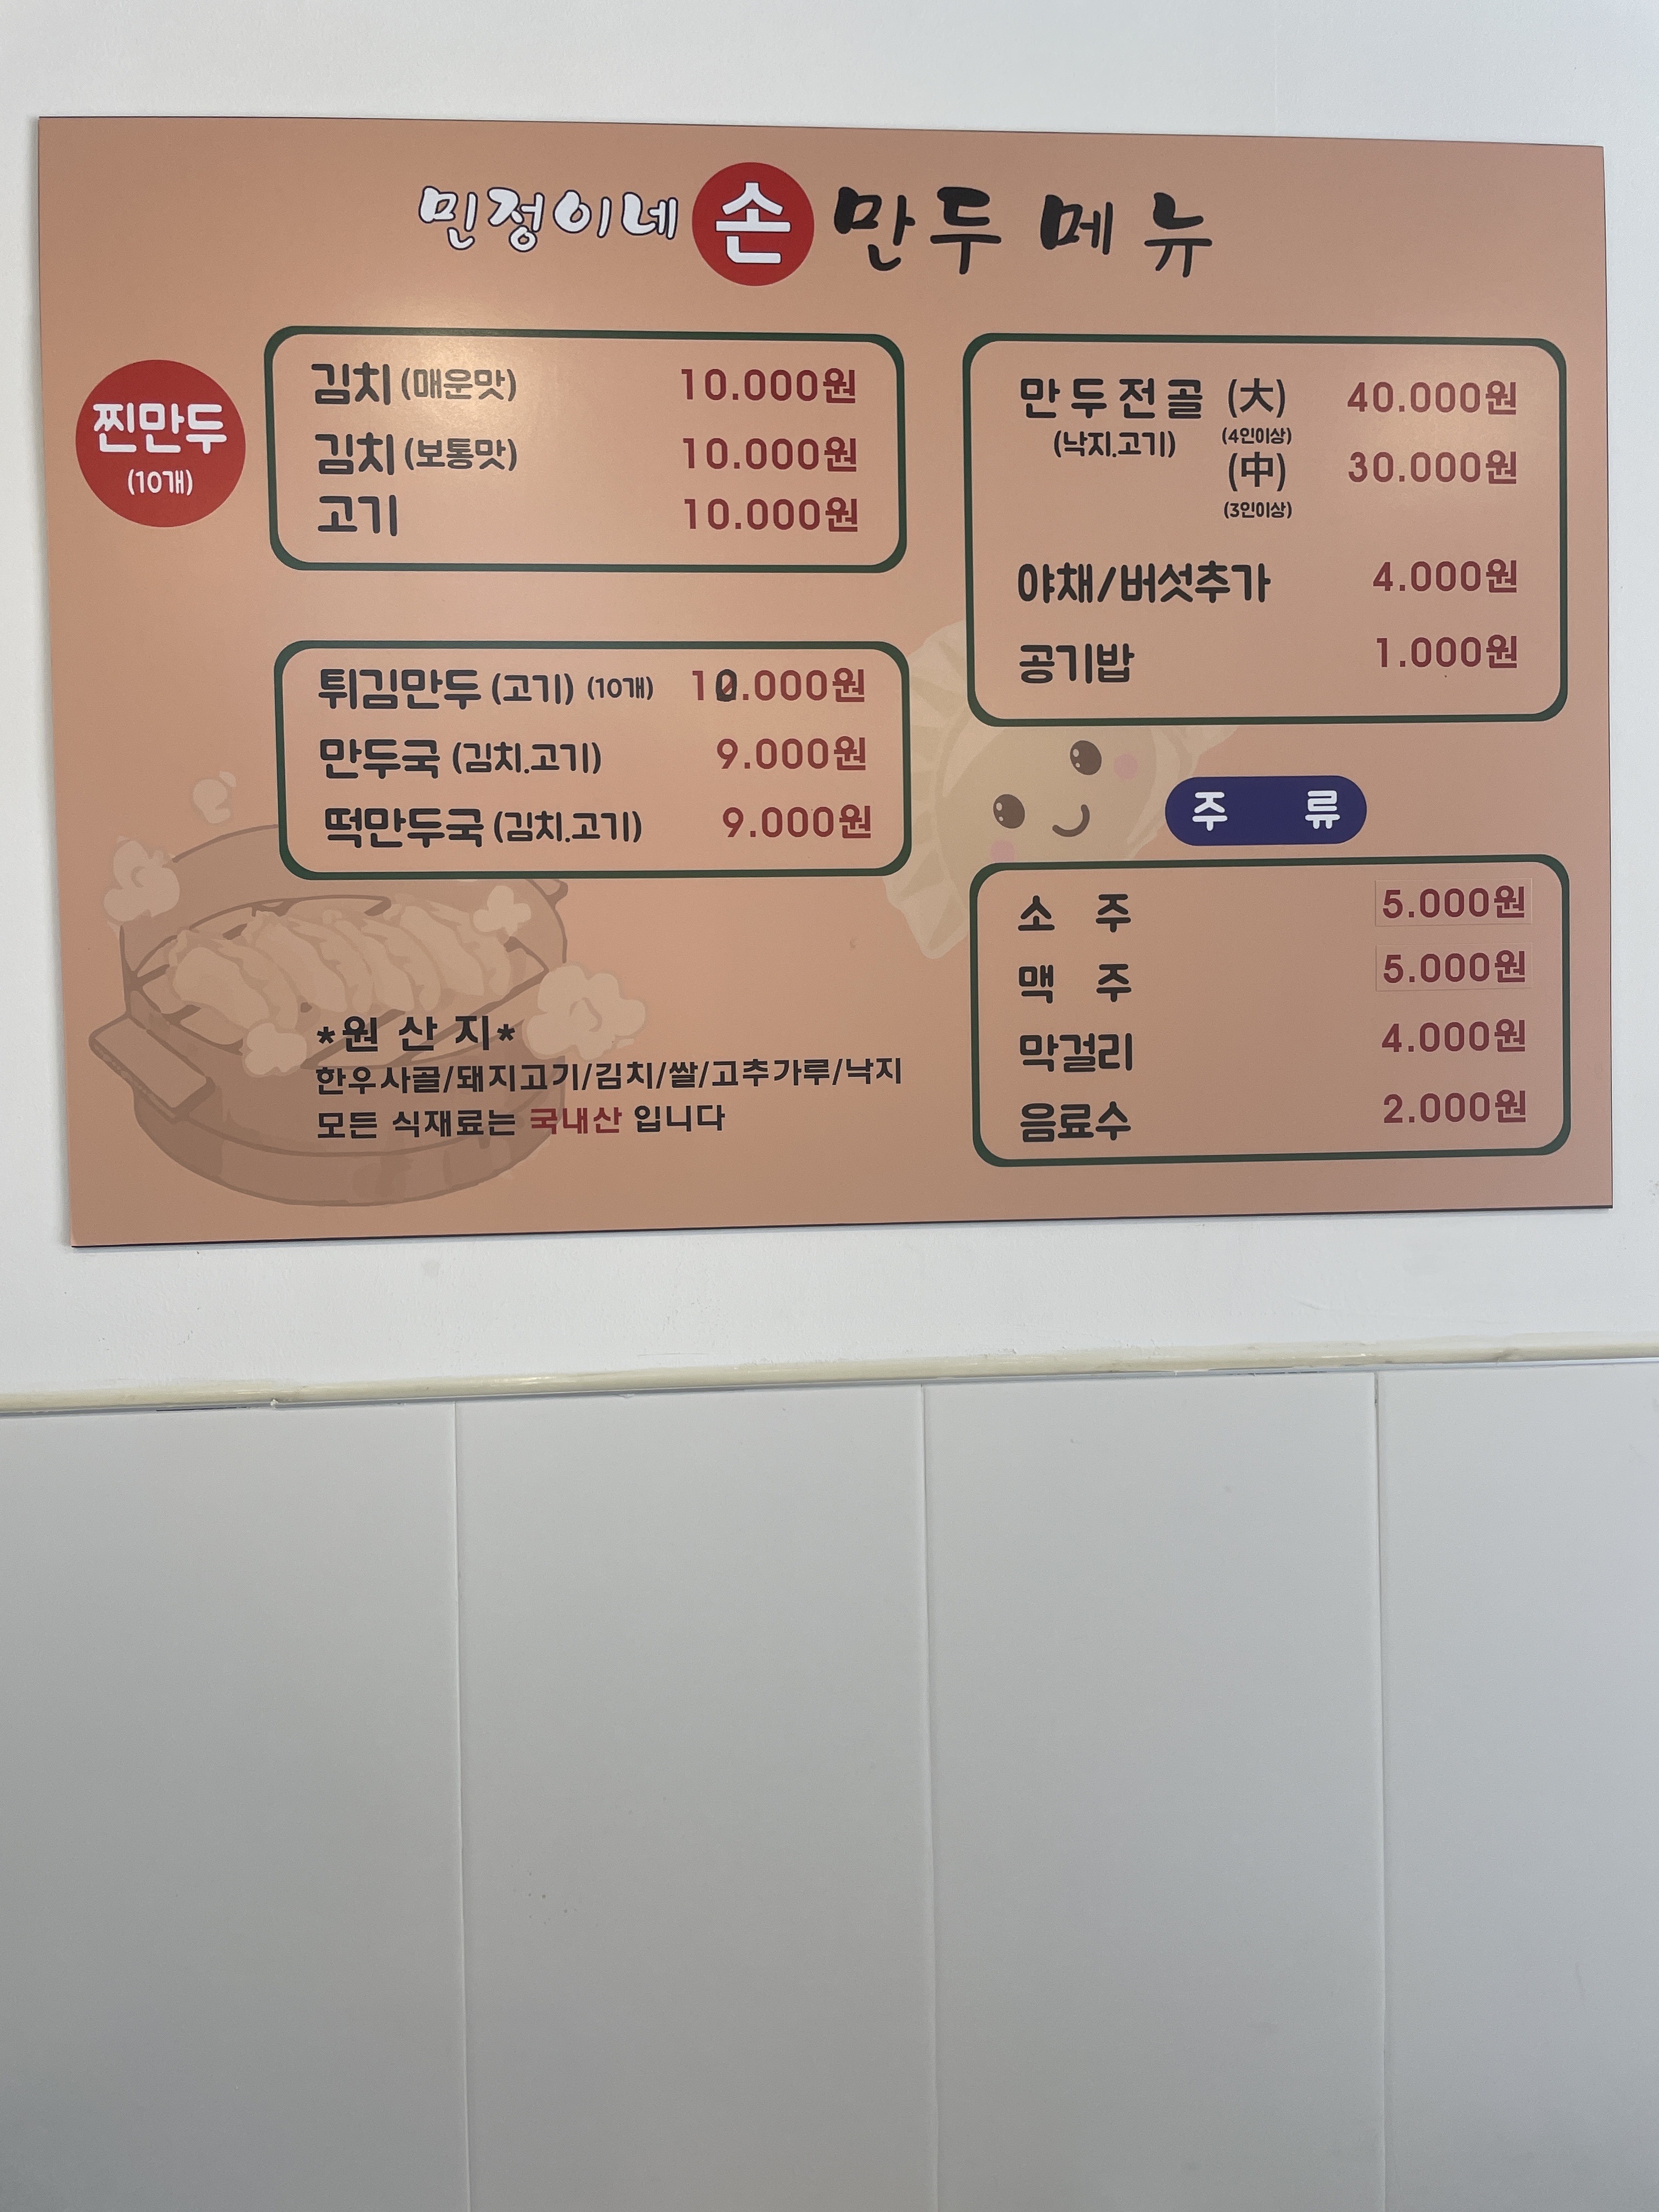 민정이네 손 만두 메뉴
찐만두
(10개)
김치 (매운맛) 10.000원
김치 (보통맛) 10.000원
고기 10.000원
튀김만두 (고기) (10개) 10.000원
만두국 (김치.고기) 9.000원
떡만두국 (김치.고기) 9.000원
*원 산 지*
한우사골/돼지고기/김치/쌀/고추가루/낙지
모든 식재료는 국내산 입니다
만두전골 (大) 40.000원
(낙지.고기) (4인이상)
(中) 30.000원
(3인이상)
야채/버섯추가 4.000원
공기밥 1.000원
주 류
소 주 5.000원
맥 주 5.000원
막걸리 4.000원
음료수 2.000원